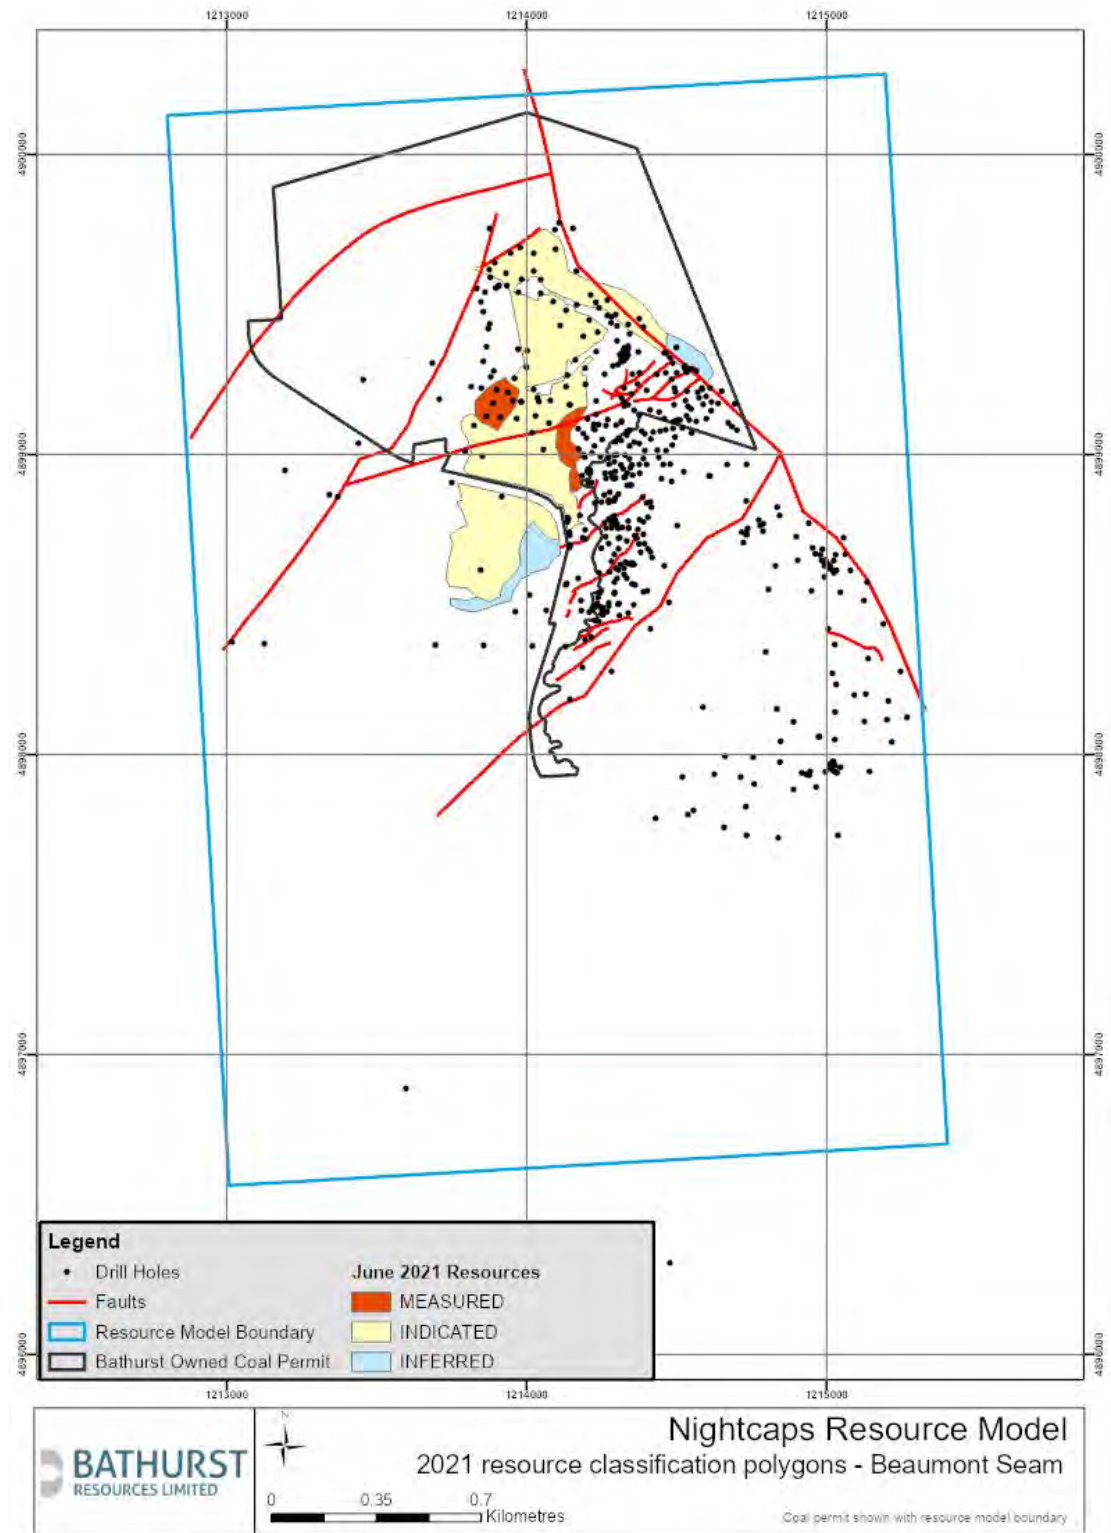 1213000 1214000 1215000
4900000 4900000
4899000 4899000
4898000 4898000
4897000 4897000
4896000 4896000
Legend
Drill Holes June 2021 Resources
Faults MEASURED
Resource Model Boundary INDICATED
Bathurst Owned Coal Permit INFERRED
1213000 1214000 1215000
BATHURST
RESOURCES LIMITED
N
0 0.35 0.7
Kilometres
Nightcaps Resource Model
2021 resource classification polygons - Beaumont Seam
Coal permit shown with resource model boundary